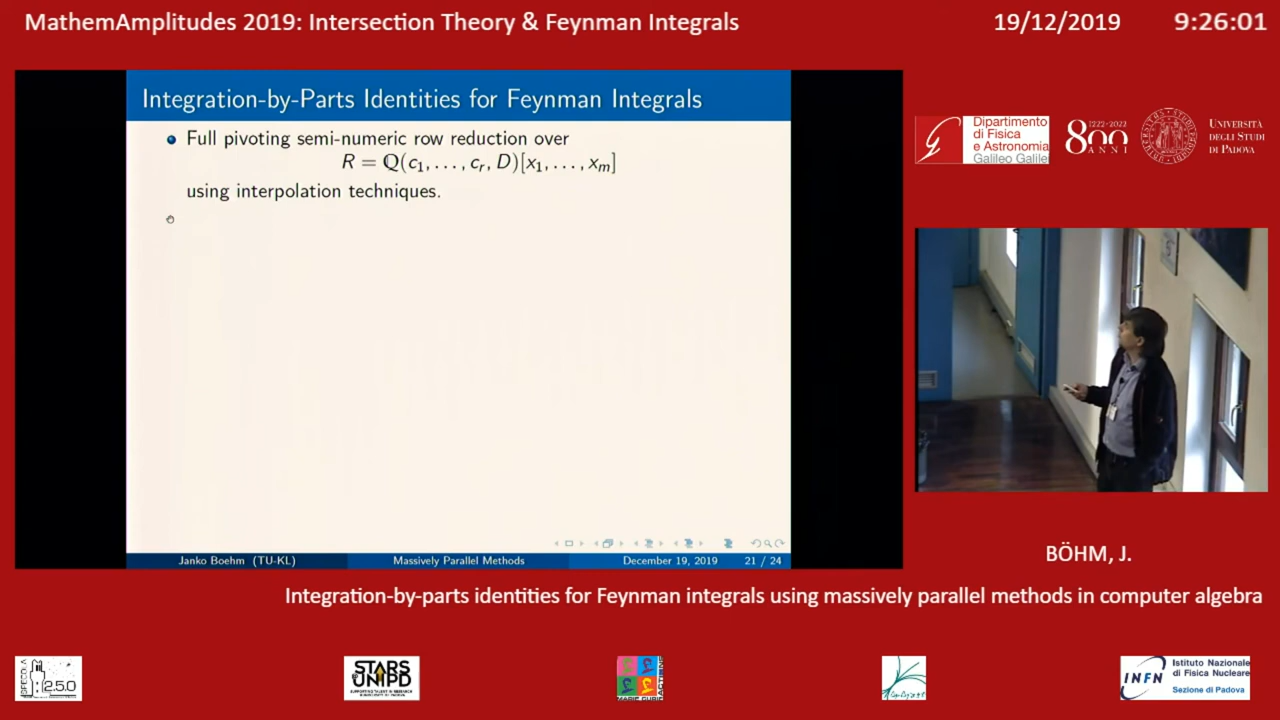 MathemAmplitudes 2019: Intersection Theory & Feynman Integrals
19/12/2019
9:26:01
Integration-by-Parts Identities for Feynman Integrals
Full pivoting semi-numeric row reduction over
R = ℚ(c₁, . . . , cᵣ, D)[x₁, . . . , xₘ]
using interpolation techniques.
Janko Boehm (TU-KL)
Massively Parallel Methods
December 19, 2019
21 / 24
Dipartimento
di Fisica
e Astronomia
Galileo Galilei
1222-2022
800
ANNI
UNIVERSITÀ
DEGLI STUDI
DI PADOVA
BÖHM, J.
Integration-by-parts identities for Feynman integrals using massively parallel methods in computer algebra
STARS
UNIPD
INFN
Istituto Nazionale
di Fisica Nucleare
Sezione di Padova